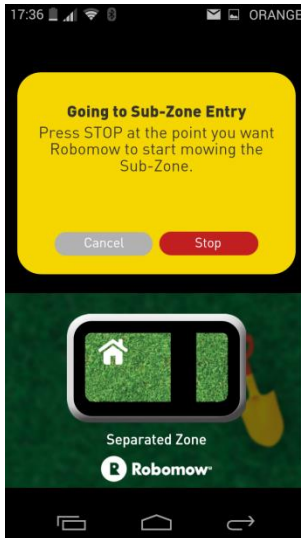 17:36 ORANGE
Going to Sub-Zone Entry
Press STOP at the point you want
Robomow to start mowing the
Sub-Zone.
Cancel Stop
Separated Zone
R Robomow